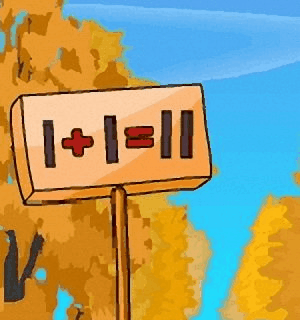 I + I = II